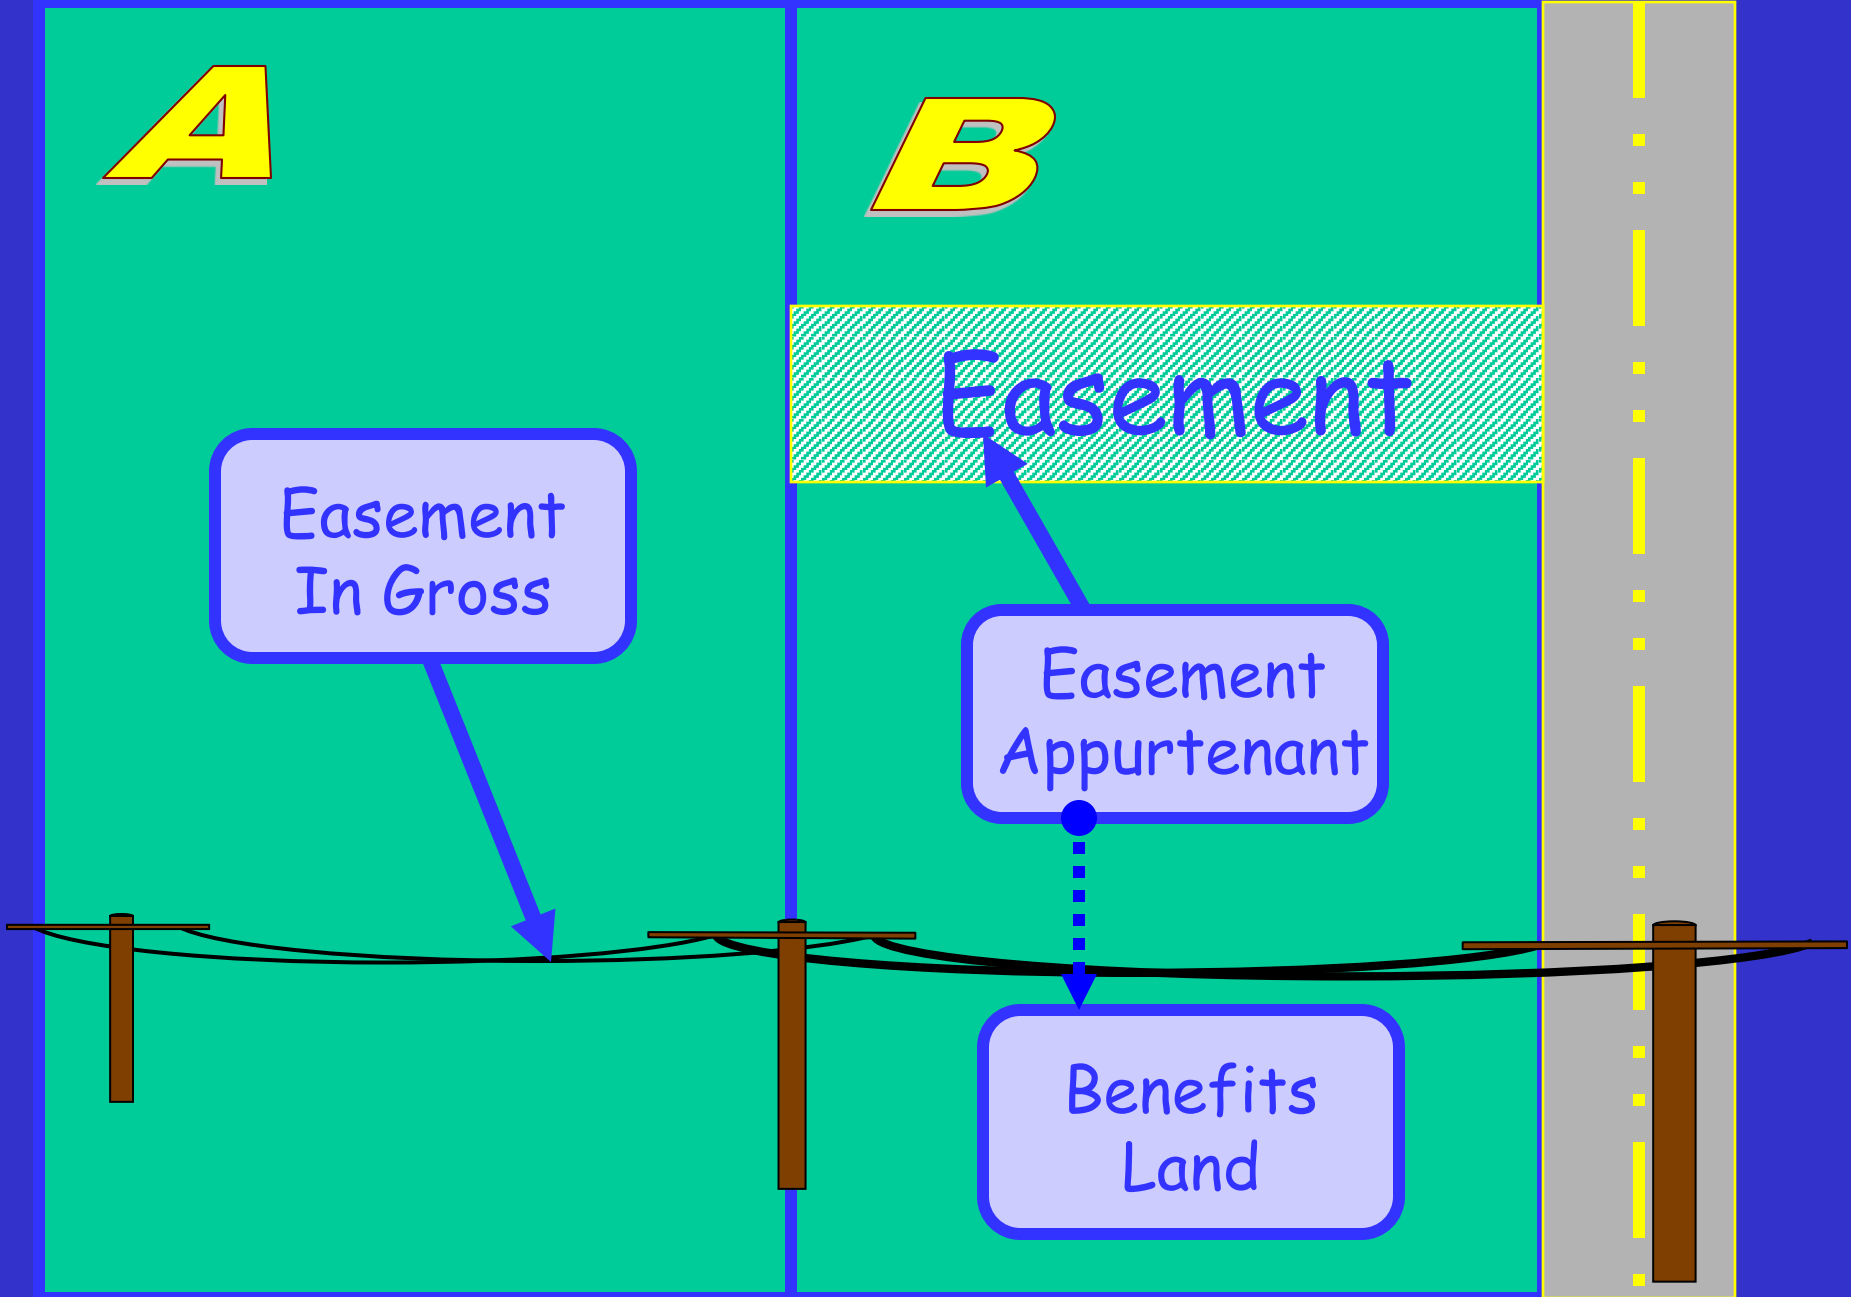 A
B
Easement
Easement
In Gross
Easement
Appurtenant
Benefits
Land